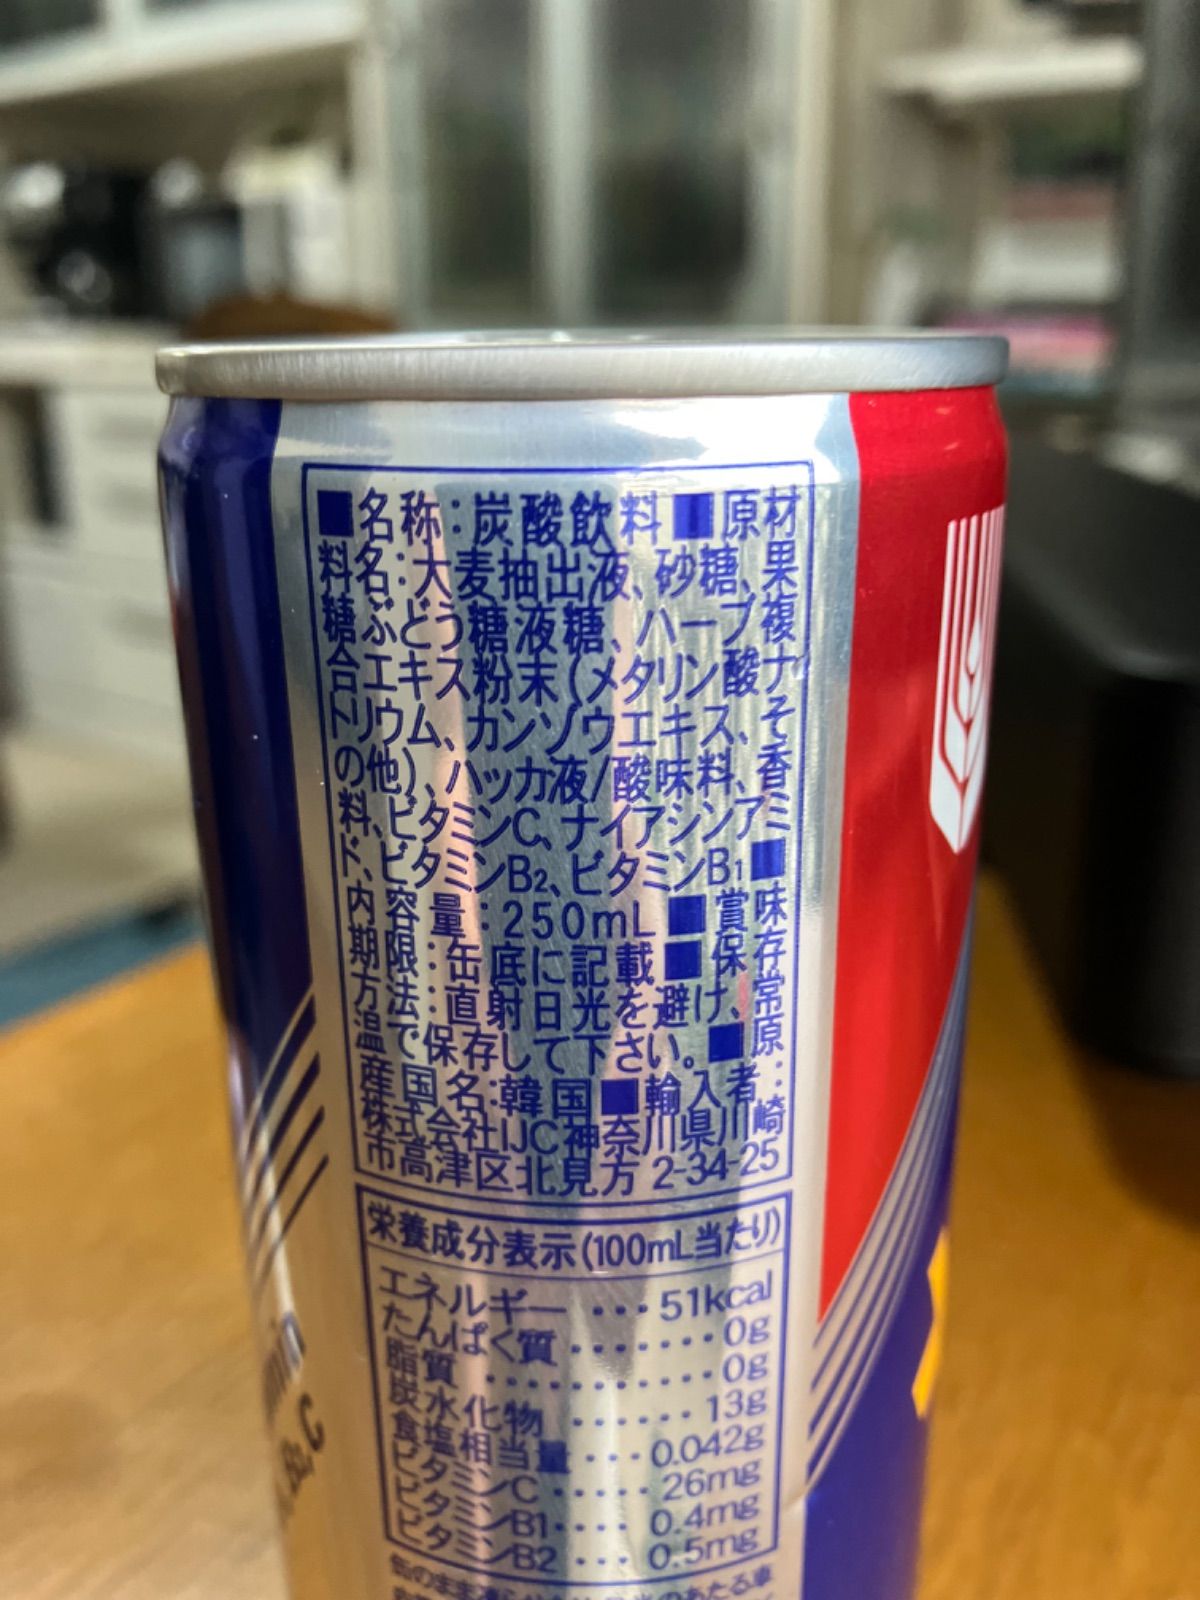 ■名称:炭酸飲料■原材
料名:大麦抽出液、砂糖、果
糖ぶどう糖液糖、ハーブ複
合エキス粉末(メタリン酸ナ
トリウム、カンゾウエキス、そ
の他)、ハッカ液/酸味料、香
料、ビタミンC、ナイアシンアミ
ド、ビタミンB₂、ビタミンB₁■
内容量:250mL■賞味
期限:缶底に記載■保存
方法:直射日光を避け、常
温で保存して下さい。■原
産国名:韓国■輸入者:
株式会社IJC神奈川県川崎
市高津区北見方2-34-25
栄養成分表示(100mL当たり)
エネルギー ・・・51kcal
たんぱく質 ・・・・・・・0g
脂質 ・・・・・・・・・・・0g
炭水化物 ・・・・・・13g
食塩相当量・・・0.042g
ビタミンC・・・・・26mg
ビタミンB1・・・・0.4mg
ビタミンB2・・・0.5mg
B₂, C